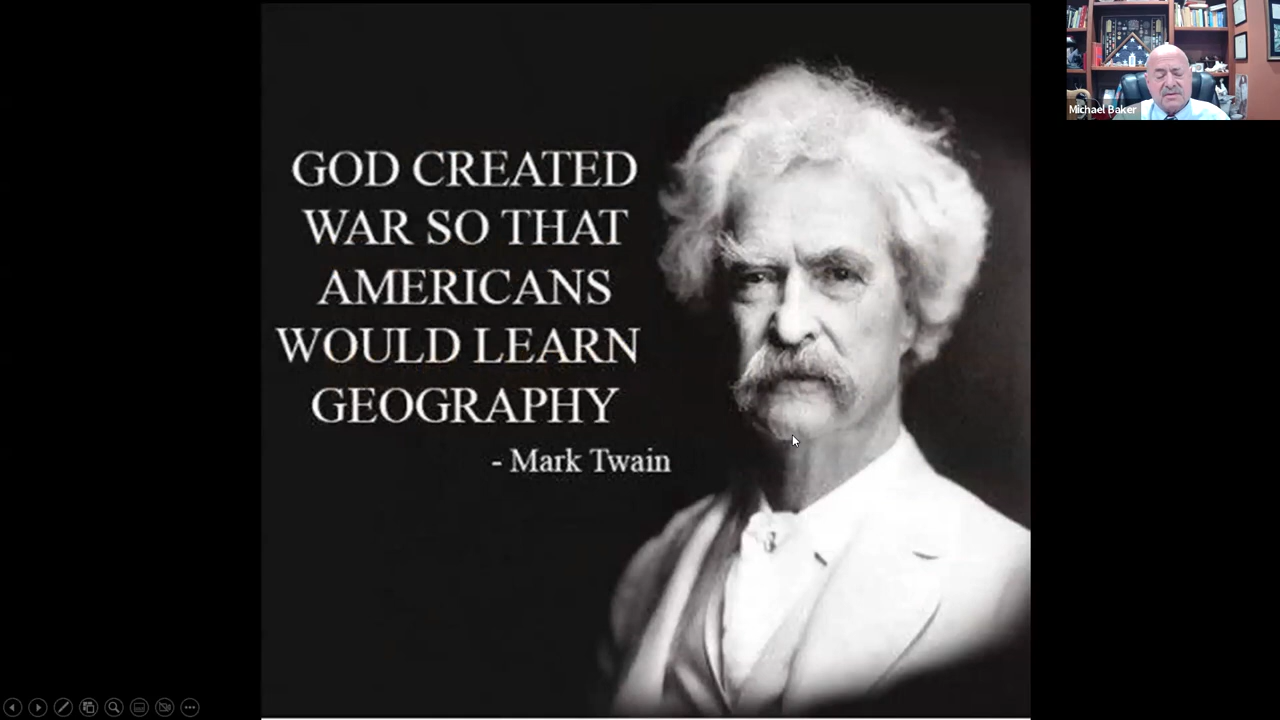 GOD CREATED
WAR SO THAT
AMERICANS
WOULD LEARN
GEOGRAPHY
- Mark Twain
Michael Baker